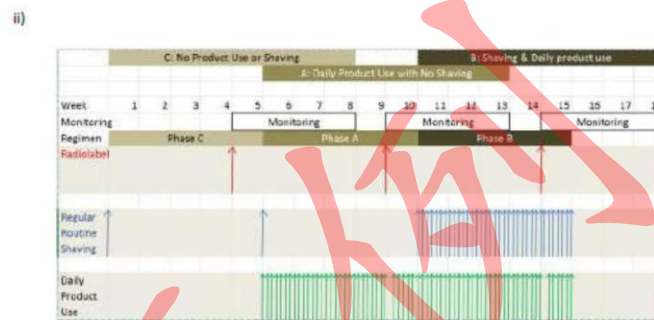 ii)
C: No Product Use or Shaving B: Shaving & Daily product use
A: Daily Product Use with No Shaving
Week 1 2 3 4 5 6 7 8 9 10 11 12 13 14 15 16 17
Monitoring Monitoring Monitoring Monitoring
Regimen Phase C Phase A Phase B
Radiolabel
Regular
Routine
Shaving
Daily
Product
Use